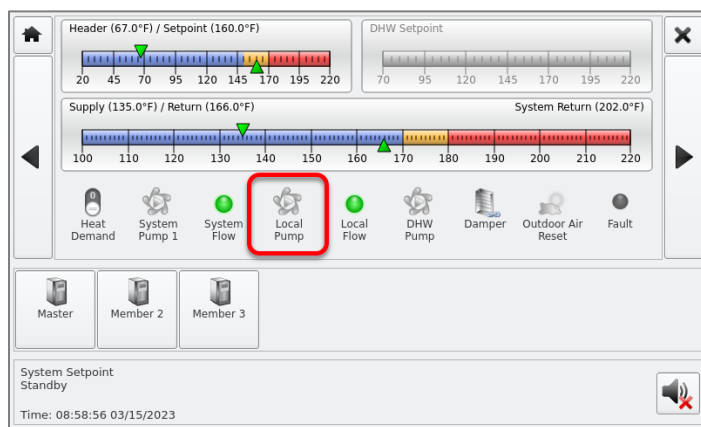 Header (67.0°F) / Setpoint (160.0°F)
20 45 70 95 120 145 170 195 220
DHW Setpoint
70 95 120 145 170 195 220
Supply (135.0°F) / Return (166.0°F) System Return (202.0°F)
100 110 120 130 140 150 160 170 180 190 200 210 220
0
Heat
Demand
System
Pump 1
System
Flow
Local
Pump
Local
Flow
DHW
Pump
Damper
Outdoor Air
Reset
Fault
Master
Member 2
Member 3
System Setpoint
Standby
Time: 08:58:56 03/15/2023